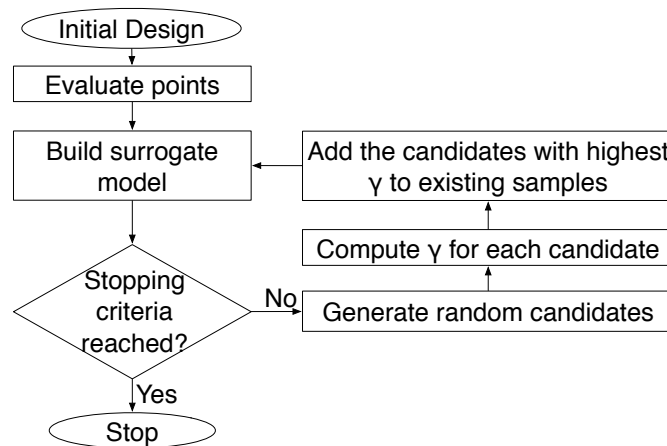 Initial Design
Evaluate points
Build surrogate
model
Stopping
criteria
reached?
No
Yes
Stop
Generate random candidates
Compute γ for each candidate
Add the candidates with highest
γ to existing samples